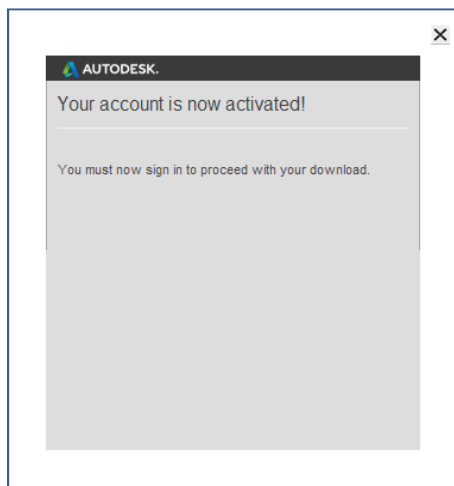 AUTODESK.
Your account is now activated!
You must now sign in to proceed with your download.